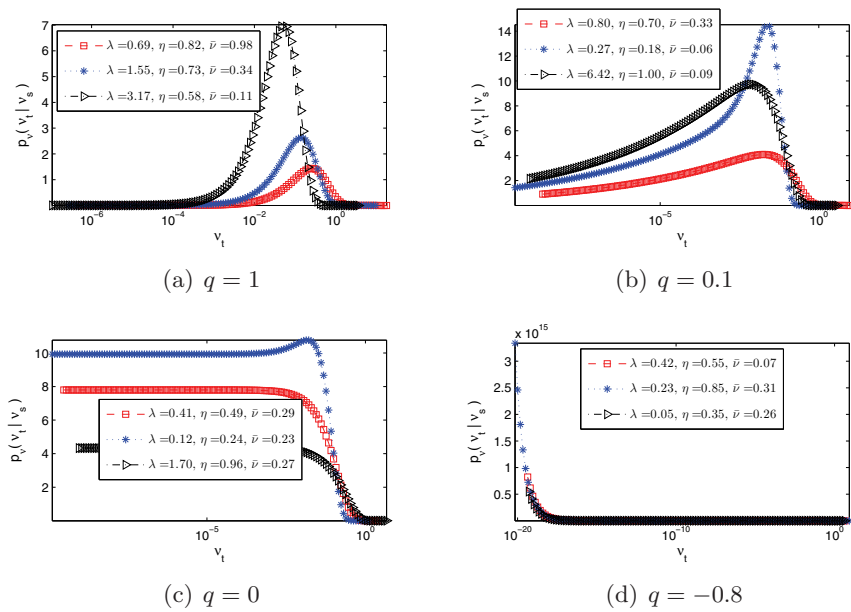 7
6
5
4
3
2
1
p_ν(ν_t | ν_s)
λ =0.69, η =0.82, ν̄ =0.98
λ =1.55, η =0.73, ν̄ =0.34
λ =3.17, η =0.58, ν̄ =0.11
10^-6 10^-4 10^-2 10^0
ν_t
(a) q = 1
14
12
10
8
6
4
2
p_ν(ν_t | ν_s)
λ =0.80, η =0.70, ν̄ =0.33
λ =0.27, η =0.18, ν̄ =0.06
λ =6.42, η =1.00, ν̄ =0.09
10^-5 10^0
ν_t
(b) q = 0.1
10
8
6
4
2
p_ν(ν_t | ν_s)
λ =0.41, η =0.49, ν̄ =0.29
λ =0.12, η =0.24, ν̄ =0.23
λ =1.70, η =0.96, ν̄ =0.27
10^-5 10^0
ν_t
(c) q = 0
x 10^15
3
2.5
2
1.5
1
0.5
p_ν(ν_t | ν_s)
λ =0.42, η =0.55, ν̄ =0.07
λ =0.23, η =0.85, ν̄ =0.31
λ =0.05, η =0.35, ν̄ =0.26
10^-20 10^-10 10^0
ν_t
(d) q = −0.8